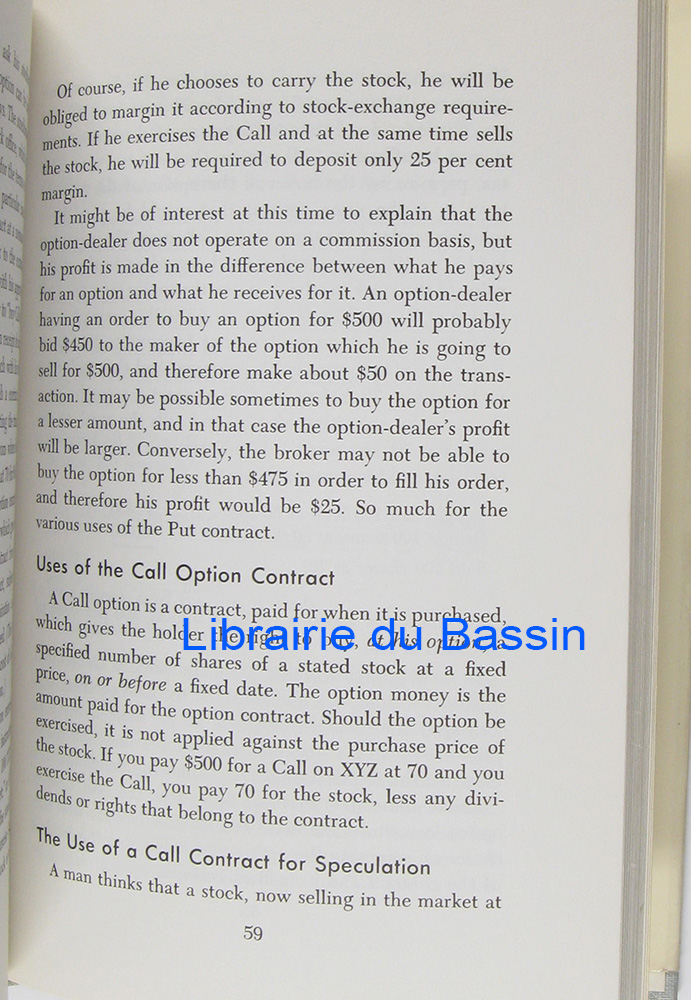 Of course, if he chooses to carry the stock, he will be
obliged to margin it according to stock-exchange require-
ments. If he exercises the Call and at the same time sells
the stock, he will be required to deposit only 25 per cent
margin.
It might be of interest at this time to explain that the
option-dealer does not operate on a commission basis, but
his profit is made in the difference between what he pays
for an option and what he receives for it. An option-dealer
having an order to buy an option for $500 will probably
bid $450 to the maker of the option which he is going to
sell for $500, and therefore make about $50 on the trans-
action. It may be possible sometimes to buy the option for
a lesser amount, and in that case the option-dealer's profit
will be larger. Conversely, the broker may not be able to
buy the option for less than $475 in order to fill his order,
and therefore his profit would be $25. So much for the
various uses of the Put contract.
Uses of the Call Option Contract
A Call option is a contract, paid for when it is purchased,
which gives the holder the right to buy, at his option, a
Librairie du Bassin
specified number of shares of a stated stock at a fixed
price, on or before a fixed date. The option money is the
amount paid for the option contract. Should the option be
exercised, it is not applied against the purchase price of
the stock. If you pay $500 for a Call on XYZ at 70 and you
exercise the Call, you pay 70 for the stock, less any divi-
dends or rights that belong to the contract.
The Use of a Call Contract for Speculation
A man thinks that a stock, now selling in the market at
59